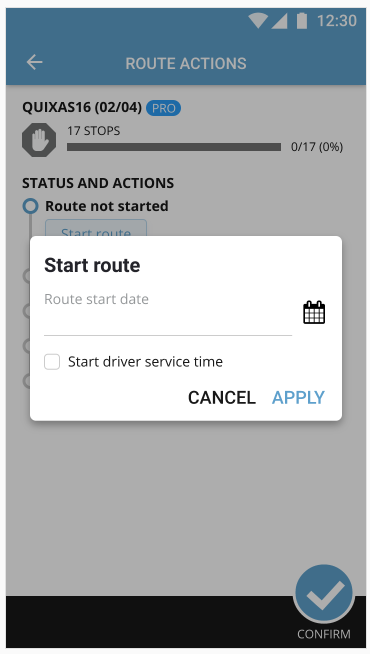 12:30
ROUTE ACTIONS
QUIXAS16 (02/04) PRO
17 STOPS
0/17 (0%)
STATUS AND ACTIONS
Route not started
Start route
Start route
Route start date
Start driver service time
CANCEL APPLY
CONFIRM